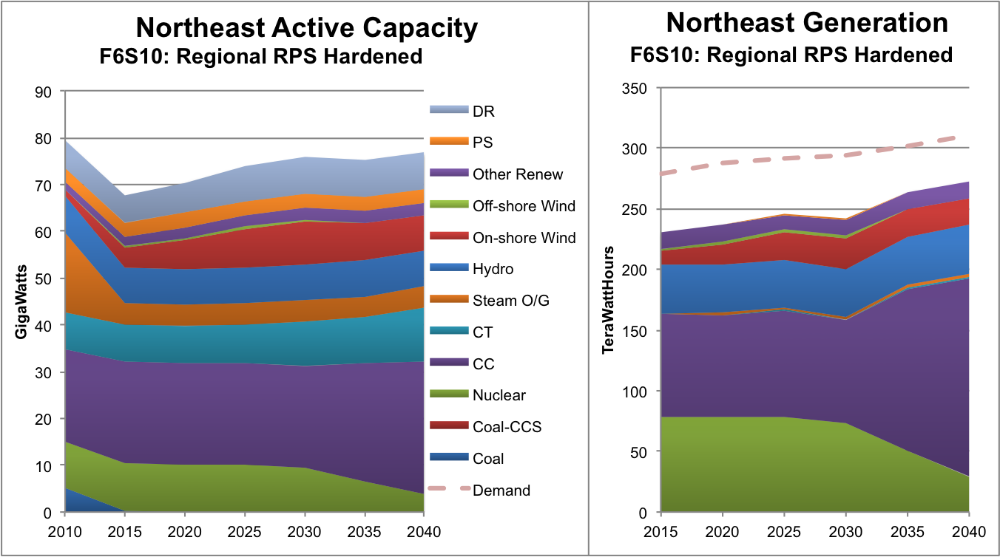 Northeast Active Capacity
F6S10: Regional RPS Hardened
GigaWatts
90
80
70
60
50
40
30
20
10
0
2010 2015 2020 2025 2030 2035 2040
DR
PS
Other Renew
Off-shore Wind
On-shore Wind
Hydro
Steam O/G
CT
CC
Nuclear
Coal-CCS
Coal
Demand
Northeast Generation
F6S10: Regional RPS Hardened
TeraWattHours
350
300
250
200
150
100
50
0
2015 2020 2025 2030 2035 2040